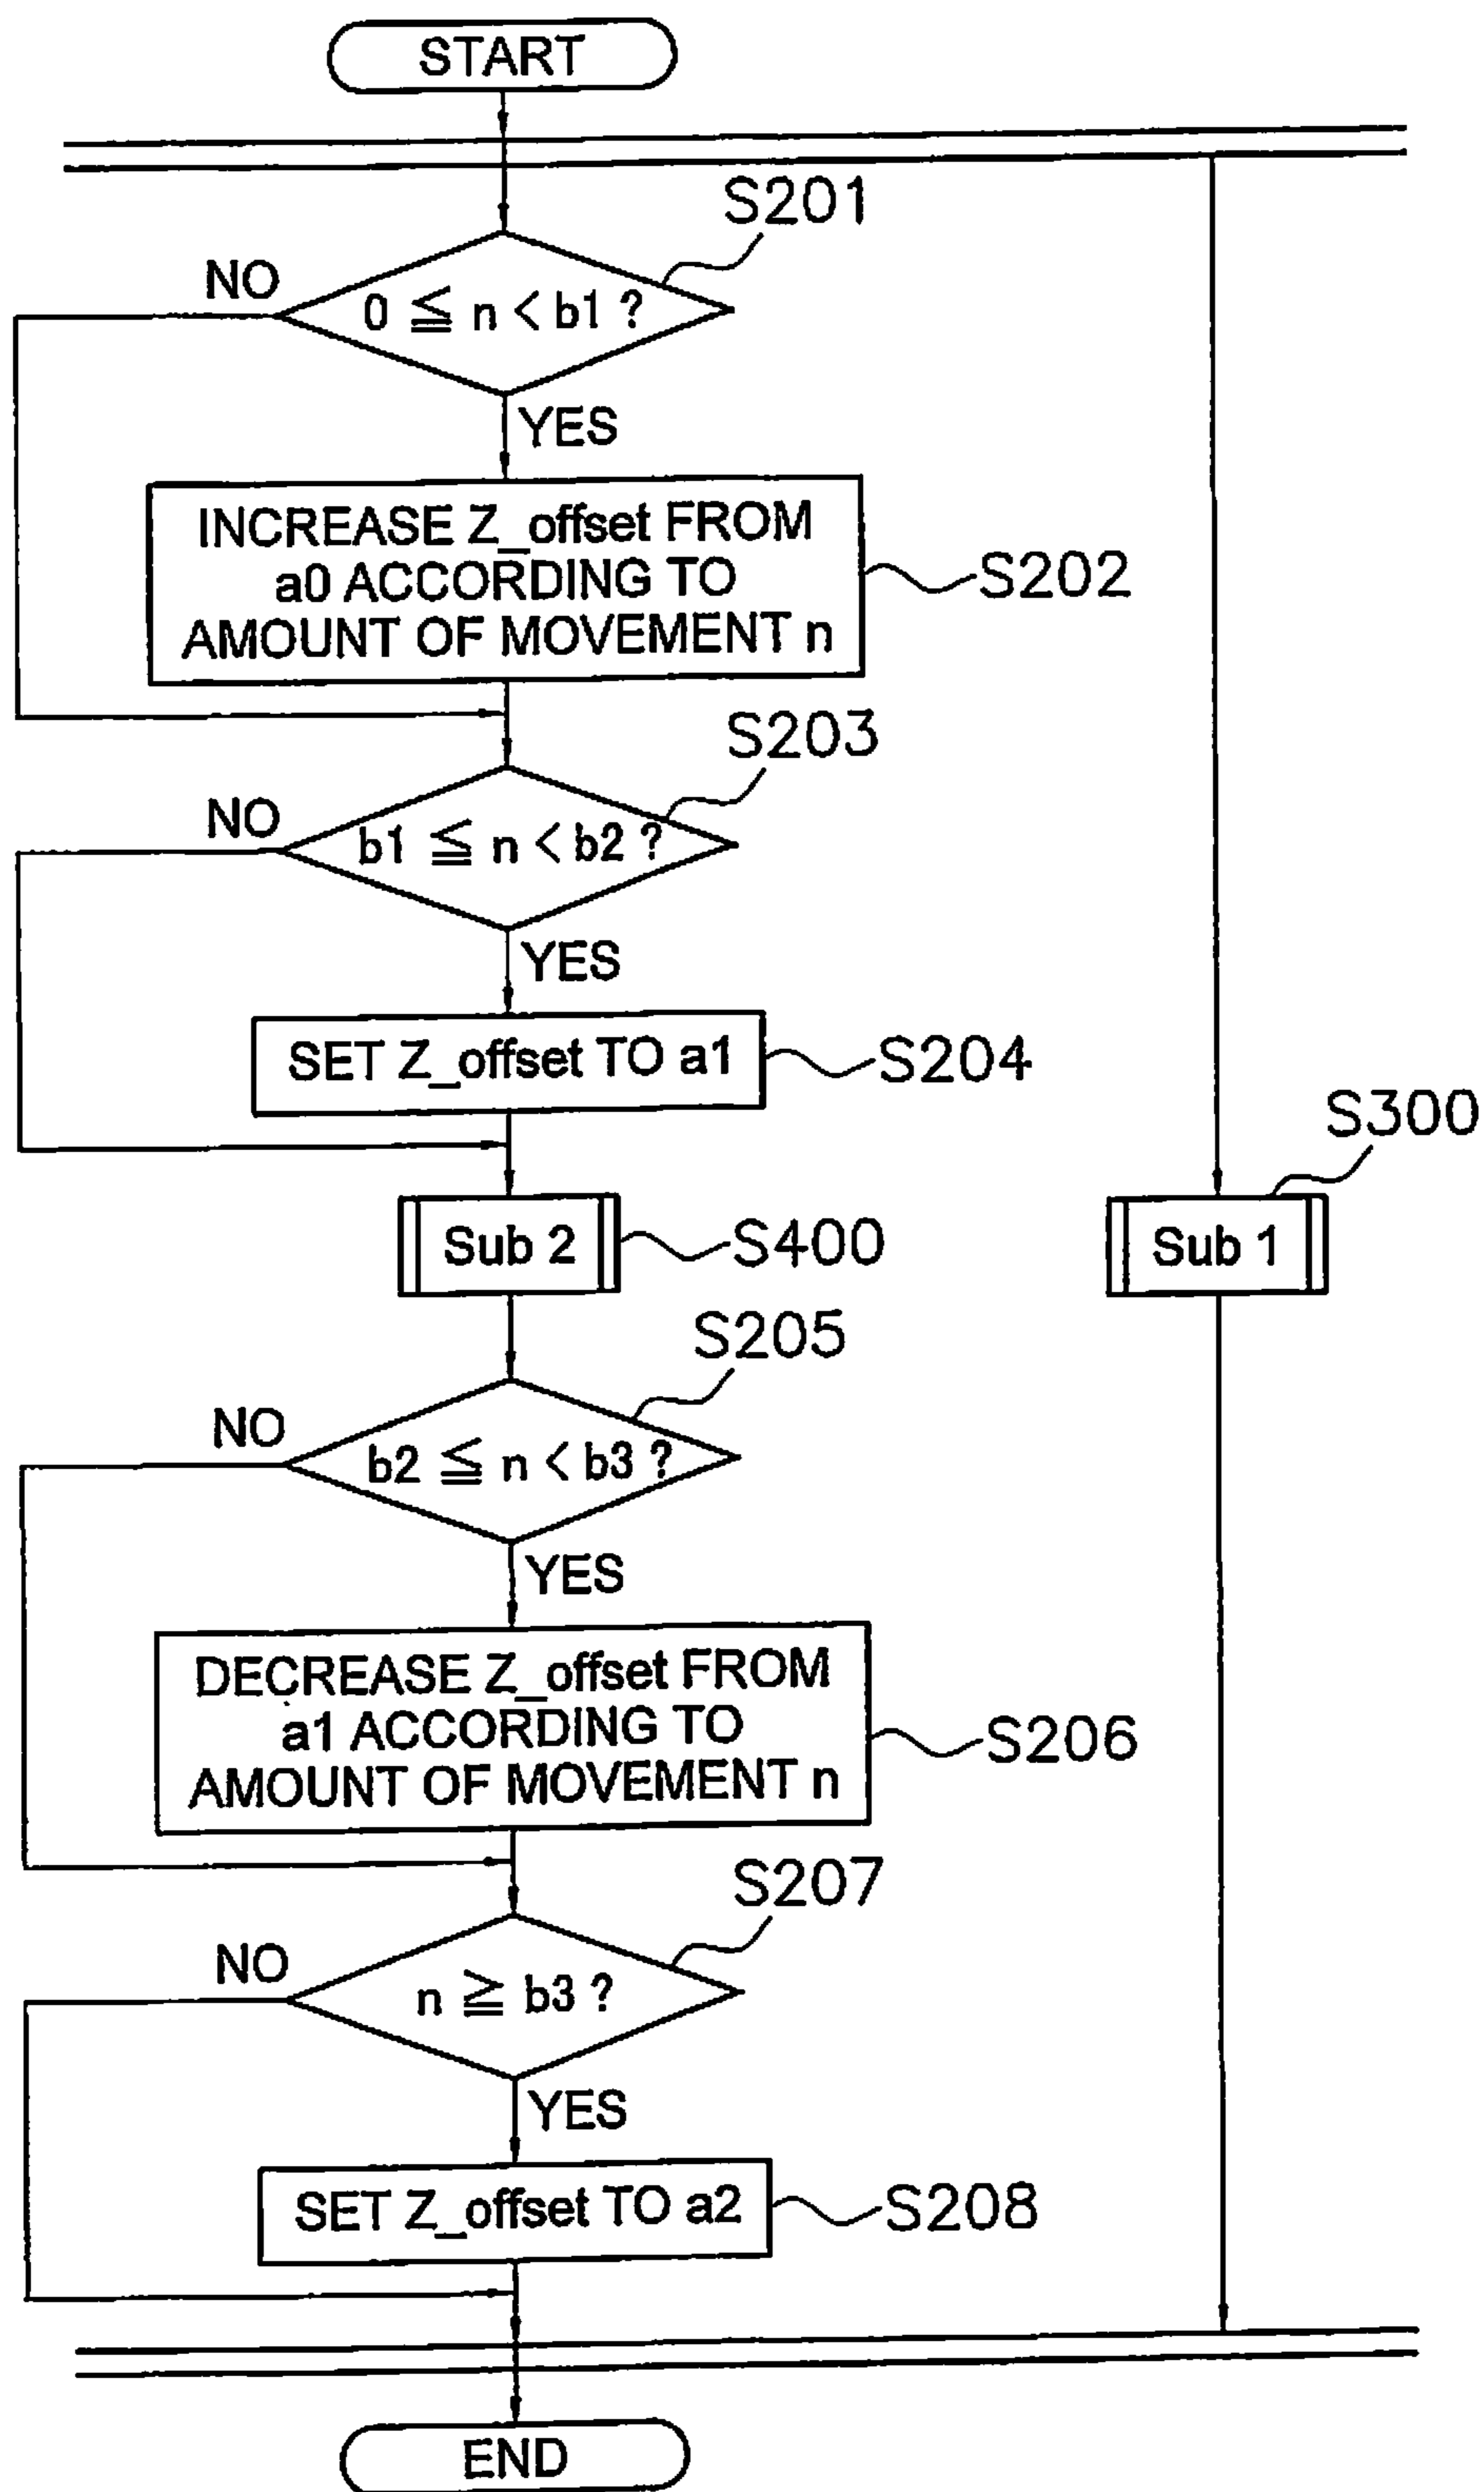 START
S201
NO
0 ≦ n < b1 ?
YES
INCREASE Z_offset FROM
a0 ACCORDING TO
AMOUNT OF MOVEMENT n
S202
S203
NO
b1 ≦ n < b2 ?
YES
SET Z_offset TO a1
S204
S300
Sub 2
S400
Sub 1
S205
NO
b2 ≦ n < b3 ?
YES
DECREASE Z_offset FROM
a1 ACCORDING TO
AMOUNT OF MOVEMENT n
S206
S207
NO
n ≧ b3 ?
YES
SET Z_offset TO a2
S208
END